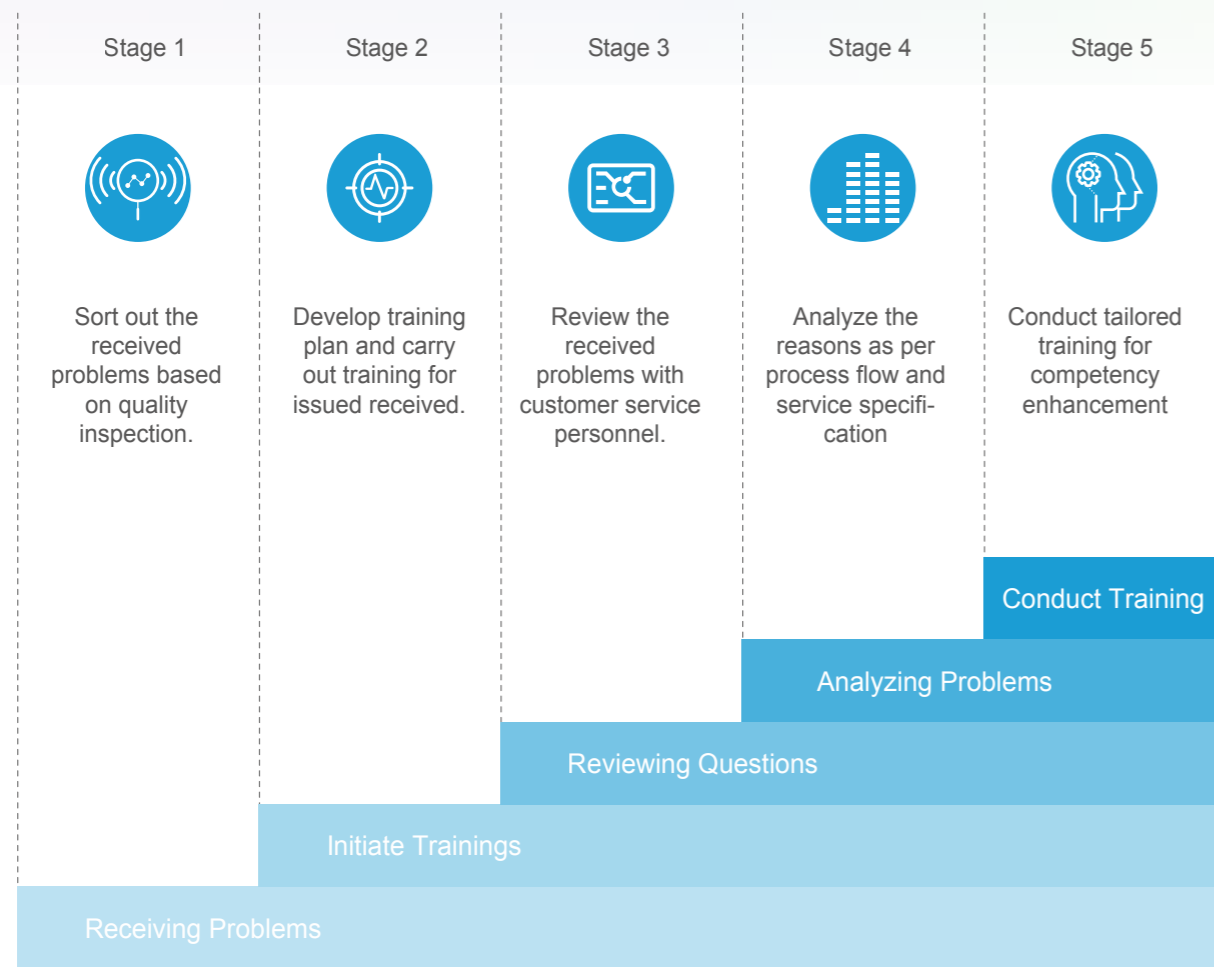 Stage 1
Stage 2
Stage 3
Stage 4
Stage 5
Sort out the
received
problems based
on quality
inspection.
Develop training
plan and carry
out training for
issued received.
Review the
received
problems with
customer service
personnel.
Analyze the
reasons as per
process flow and
service specifi-
cation
Conduct tailored
training for
competency
enhancement
Conduct Training
Analyzing Problems
Reviewing Questions
Initiate Trainings
Receiving Problems